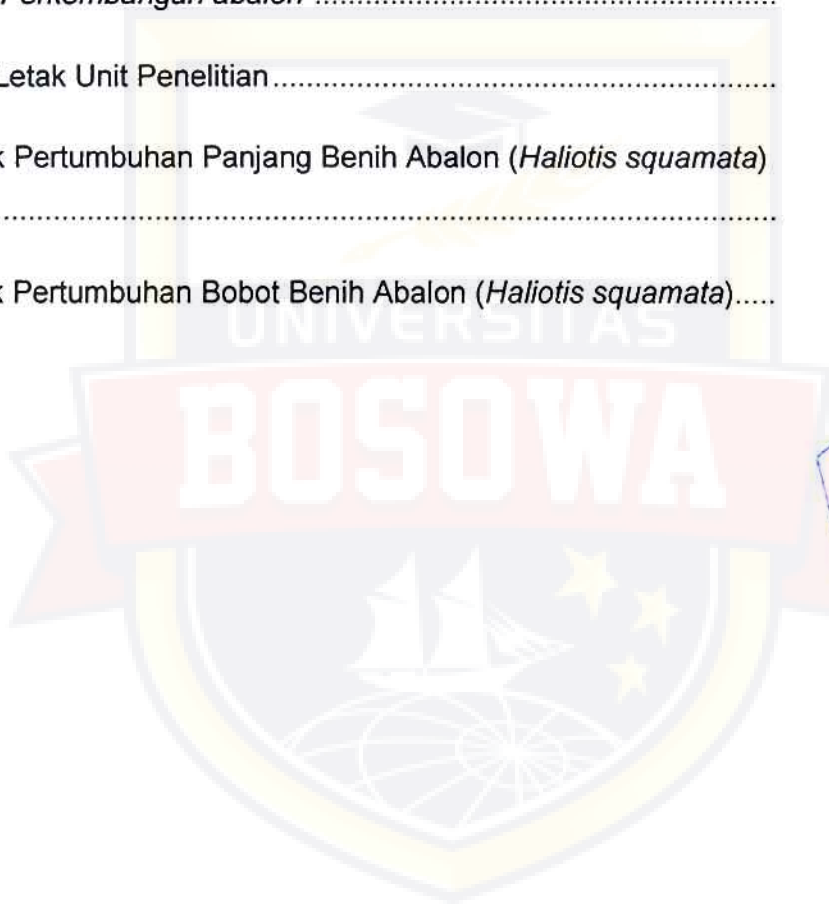 Perkembangan abalon ........................................................
Letak Unit Penelitian ............................................................
Pertumbuhan Panjang Benih Abalon (Haliotis squamata)
............................................................................................
Pertumbuhan Bobot Benih Abalon (Haliotis squamata).....
UNIVERSITAS
BOSOWA